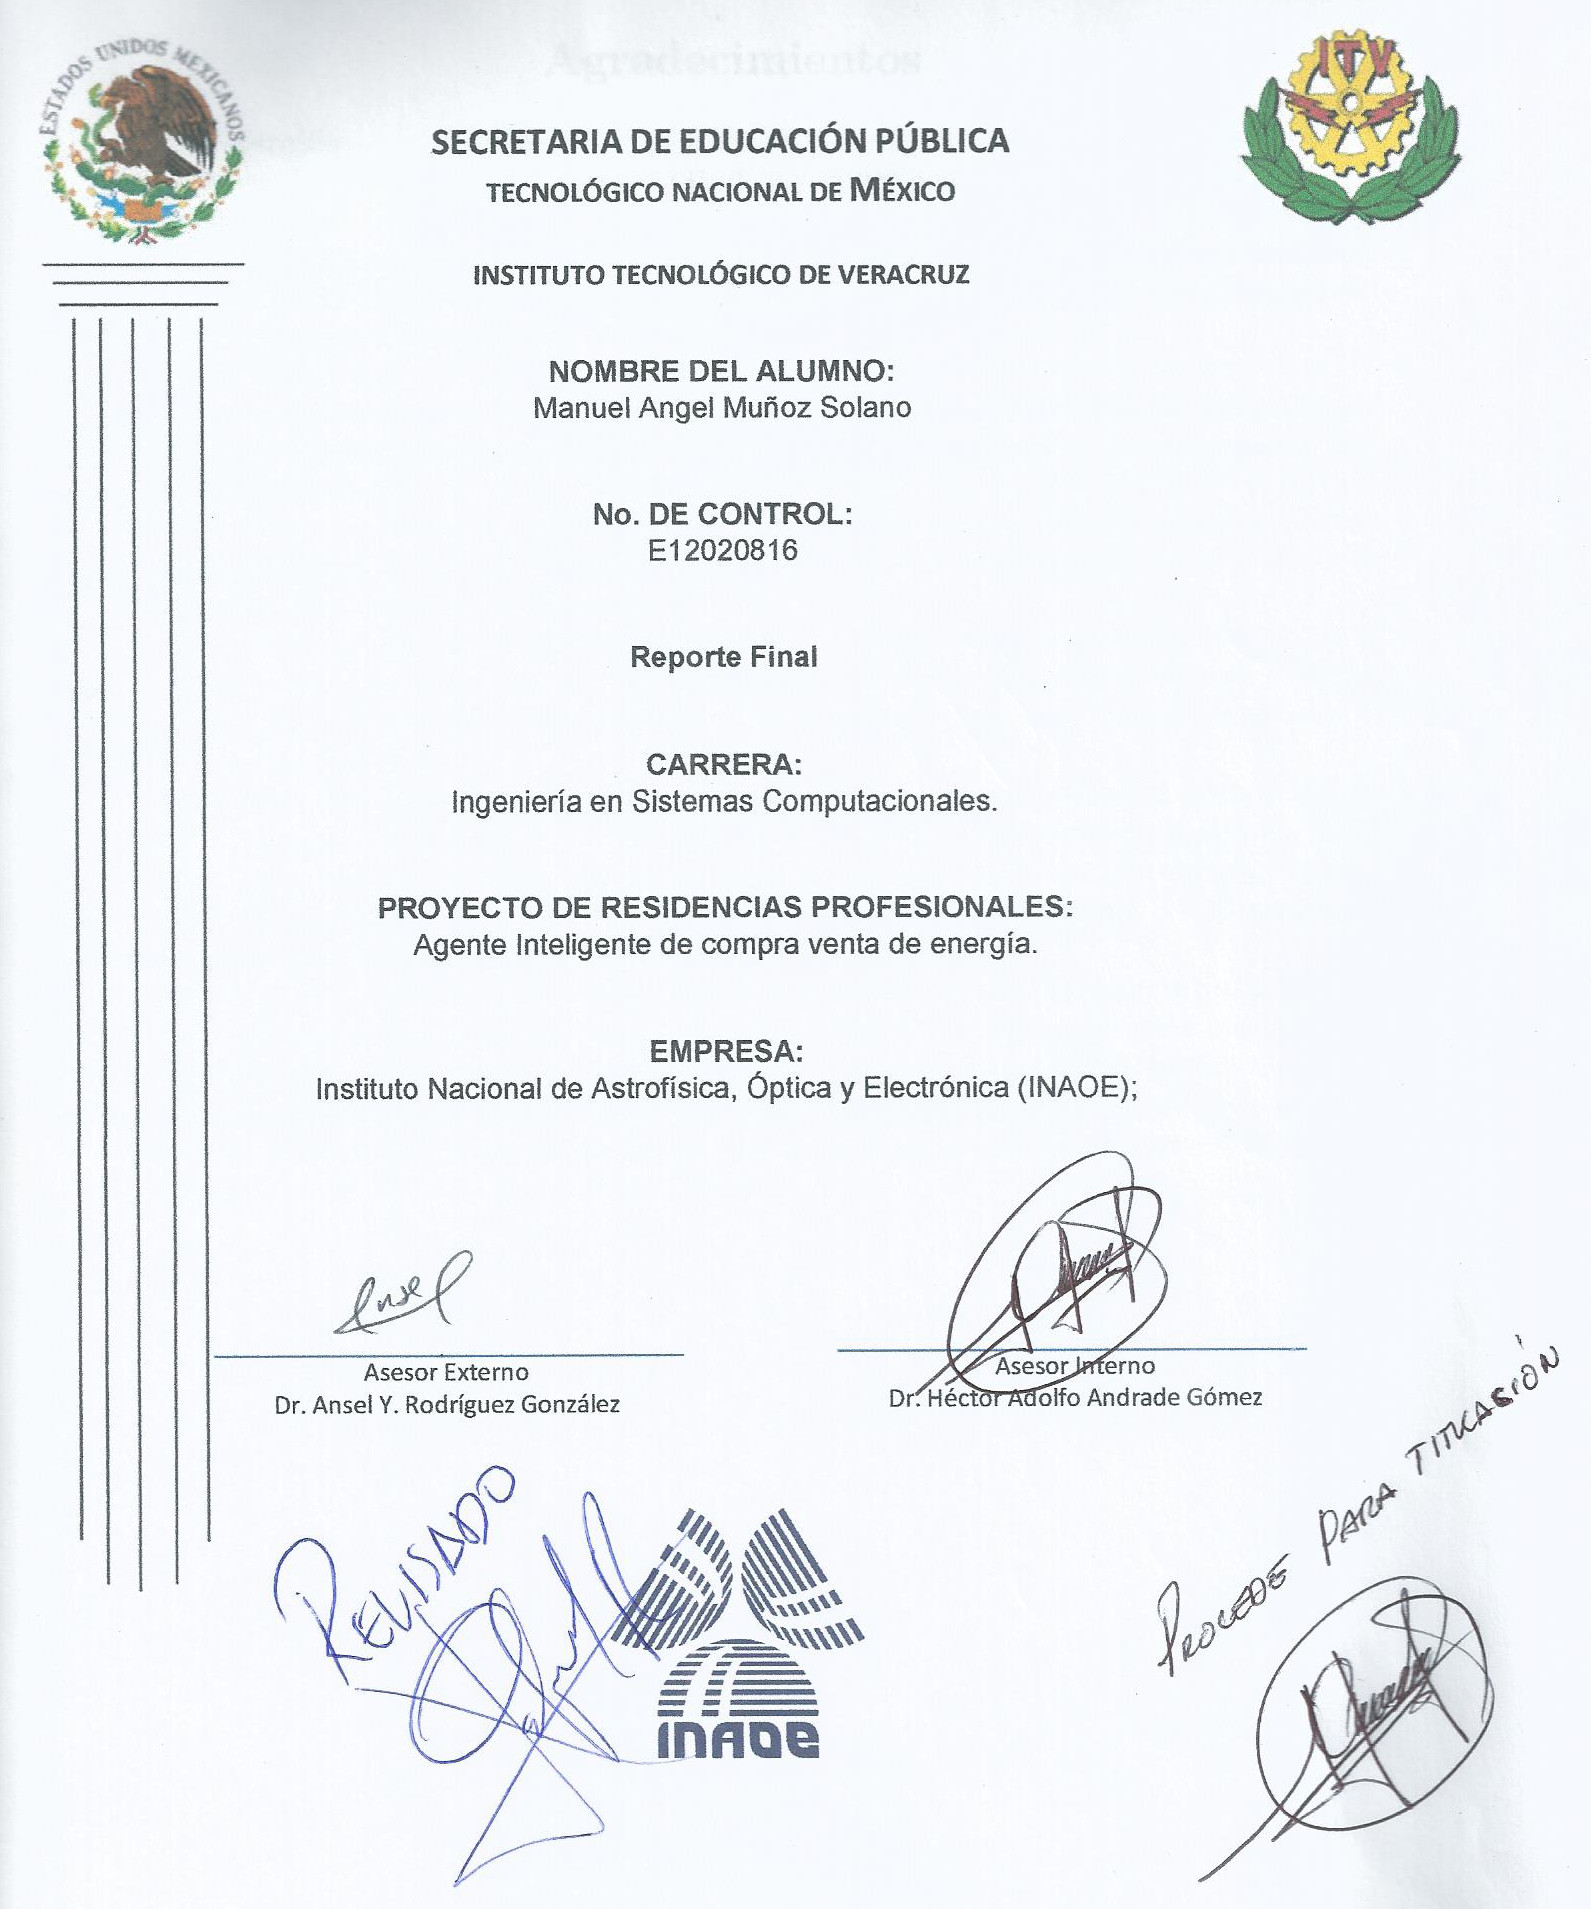 Agradecimientos
ESTADOS UNIDOS MEXICANOS
ITV
SECRETARIA DE EDUCACIÓN PÚBLICA
TECNOLÓGICO NACIONAL DE MÉXICO
INSTITUTO TECNOLÓGICO DE VERACRUZ
NOMBRE DEL ALUMNO:
Manuel Angel Muñoz Solano
No. DE CONTROL:
E12020816
Reporte Final
CARRERA:
Ingeniería en Sistemas Computacionales.
PROYECTO DE RESIDENCIAS PROFESIONALES:
Agente Inteligente de compra venta de energía.
EMPRESA:
Instituto Nacional de Astrofísica, Óptica y Electrónica (INAOE);
Ansel
Asesor Externo
Dr. Ansel Y. Rodríguez González
Asesor Interno
Dr. Héctor Adolfo Andrade Gómez
REVISADO
PROCEDE PARA TITULASIÓN
INAOE